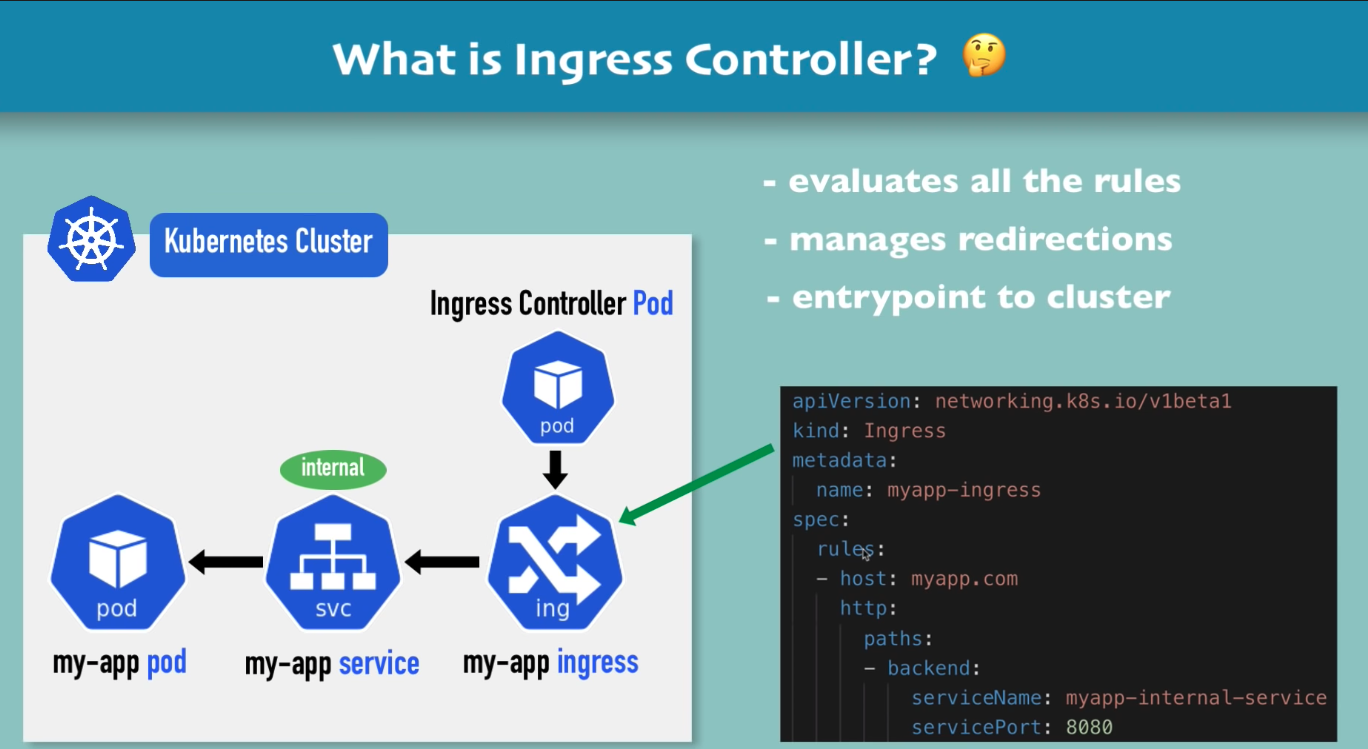 What is Ingress Controller? 🤔
- evaluates all the rules
- manages redirections
- entrypoint to cluster
Kubernetes Cluster
Ingress Controller Pod
pod
internal
pod
svc
ing
my-app pod
my-app service
my-app ingress
apiVersion: networking.k8s.io/v1beta1
kind: Ingress
metadata:
  name: myapp-ingress
spec:
  rules:
  - host: myapp.com
    http:
      paths:
      - backend:
          serviceName: myapp-internal-service
          servicePort: 8080